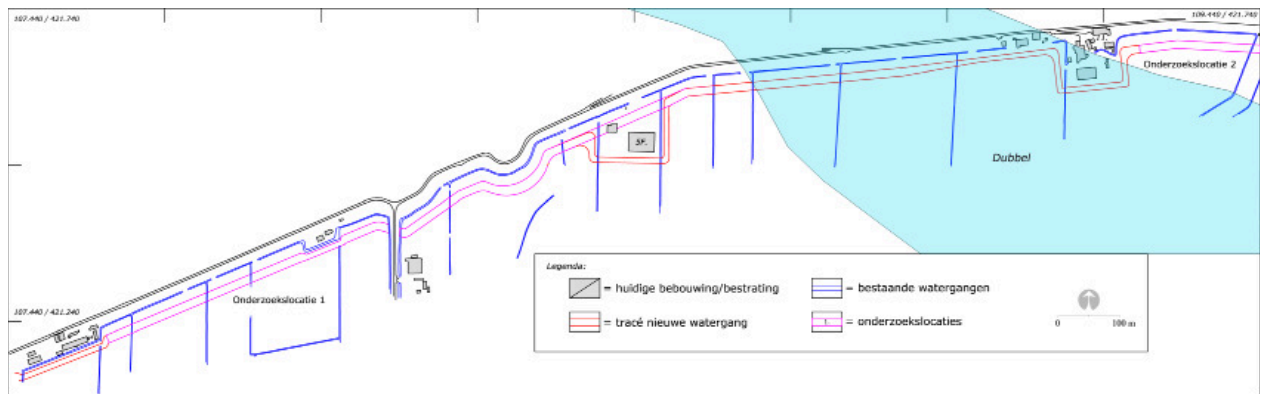 107.440 / 421.740
109.440 / 421.740
Onderzoekslocatie 2
SF.
Dubbel
Onderzoekslocatie 1
107.440 / 421.240
Legenda:
= huidige bebouwing/bestrating
= bestaande watergangen
= tracé nieuwe watergang
= onderzoekslocaties
0 100 m